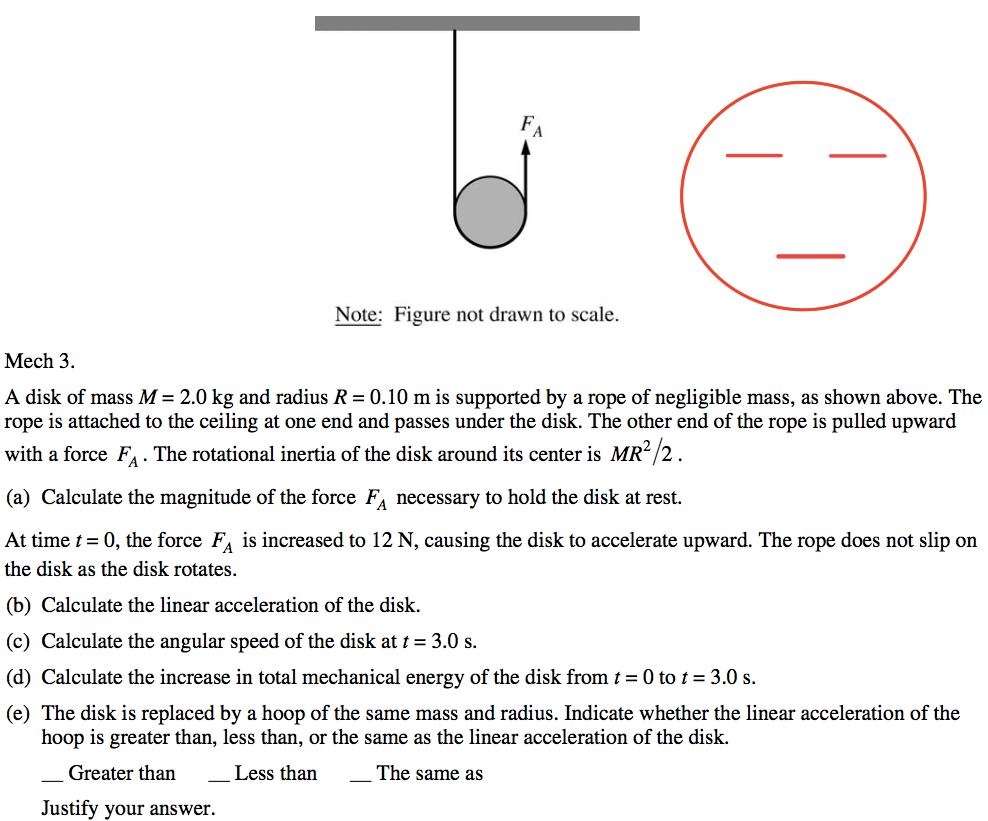 F_A
Note: Figure not drawn to scale.
Mech 3.
A disk of mass M = 2.0 kg and radius R = 0.10 m is supported by a rope of negligible mass, as shown above. The
rope is attached to the ceiling at one end and passes under the disk. The other end of the rope is pulled upward
with a force F_A. The rotational inertia of the disk around its center is MR²/2.
(a) Calculate the magnitude of the force F_A necessary to hold the disk at rest.
At time t = 0, the force F_A is increased to 12 N, causing the disk to accelerate upward. The rope does not slip on
the disk as the disk rotates.
(b) Calculate the linear acceleration of the disk.
(c) Calculate the angular speed of the disk at t = 3.0 s.
(d) Calculate the increase in total mechanical energy of the disk from t = 0 to t = 3.0 s.
(e) The disk is replaced by a hoop of the same mass and radius. Indicate whether the linear acceleration of the
hoop is greater than, less than, or the same as the linear acceleration of the disk.
__ Greater than __ Less than __ The same as
Justify your answer.